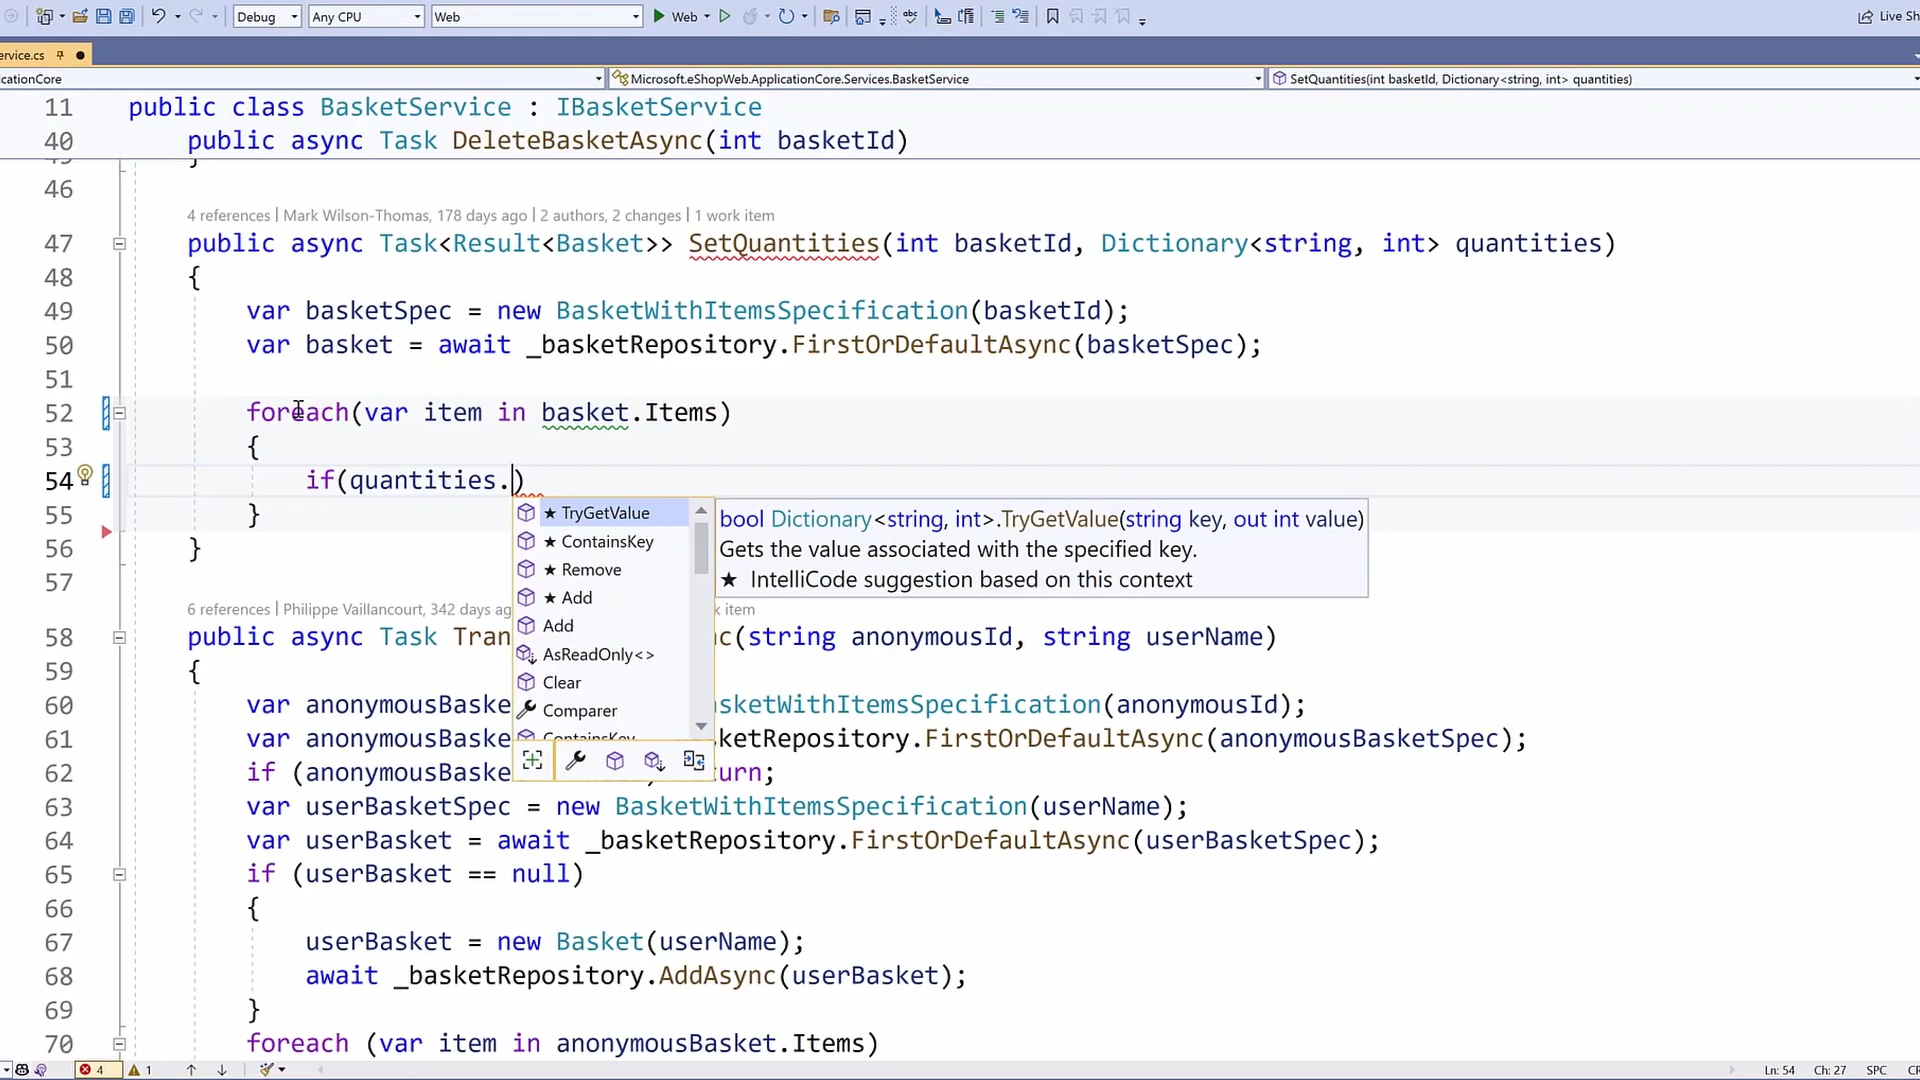 Debug Any CPU Web Web Live Sh
ervice.cs
icationCore Microsoft.eShopWeb.ApplicationCore.Services.BasketService SetQuantities(int basketId, Dictionary<string, int> quantities)
11 public class BasketService : IBasketService
40 public async Task DeleteBasketAsync(int basketId)
45 }
46
4 references | Mark Wilson-Thomas, 178 days ago | 2 authors, 2 changes | 1 work item
47 public async Task<Result<Basket>> SetQuantities(int basketId, Dictionary<string, int> quantities)
48 {
49 var basketSpec = new BasketWithItemsSpecification(basketId);
50 var basket = await _basketRepository.FirstOrDefaultAsync(basketSpec);
51
52 foreach(var item in basket.Items)
53 {
54 if(quantities.)
★ TryGetValue
★ ContainsKey
★ Remove
★ Add
Add
AsReadOnly<>
Clear
Comparer
ContainsKey
bool Dictionary<string, int>.TryGetValue(string key, out int value)
Gets the value associated with the specified key.
★ IntelliCode suggestion based on this context
55 }
56 }
57
6 references | Philippe Vaillancourt, 342 days ag k item
58 public async Task Tran c(string anonymousId, string userName)
59 {
60 var anonymousBaske sketWithItemsSpecification(anonymousId);
61 var anonymousBaske ketRepository.FirstOrDefaultAsync(anonymousBasketSpec);
62 if (anonymousBaske urn;
63 var userBasketSpec = new BasketWithItemsSpecification(userName);
64 var userBasket = await _basketRepository.FirstOrDefaultAsync(userBasketSpec);
65 if (userBasket == null)
66 {
67 userBasket = new Basket(userName);
68 await _basketRepository.AddAsync(userBasket);
69 }
70 foreach (var item in anonymousBasket.Items)
4 1 Ln: 54 Ch: 27 SPC CR